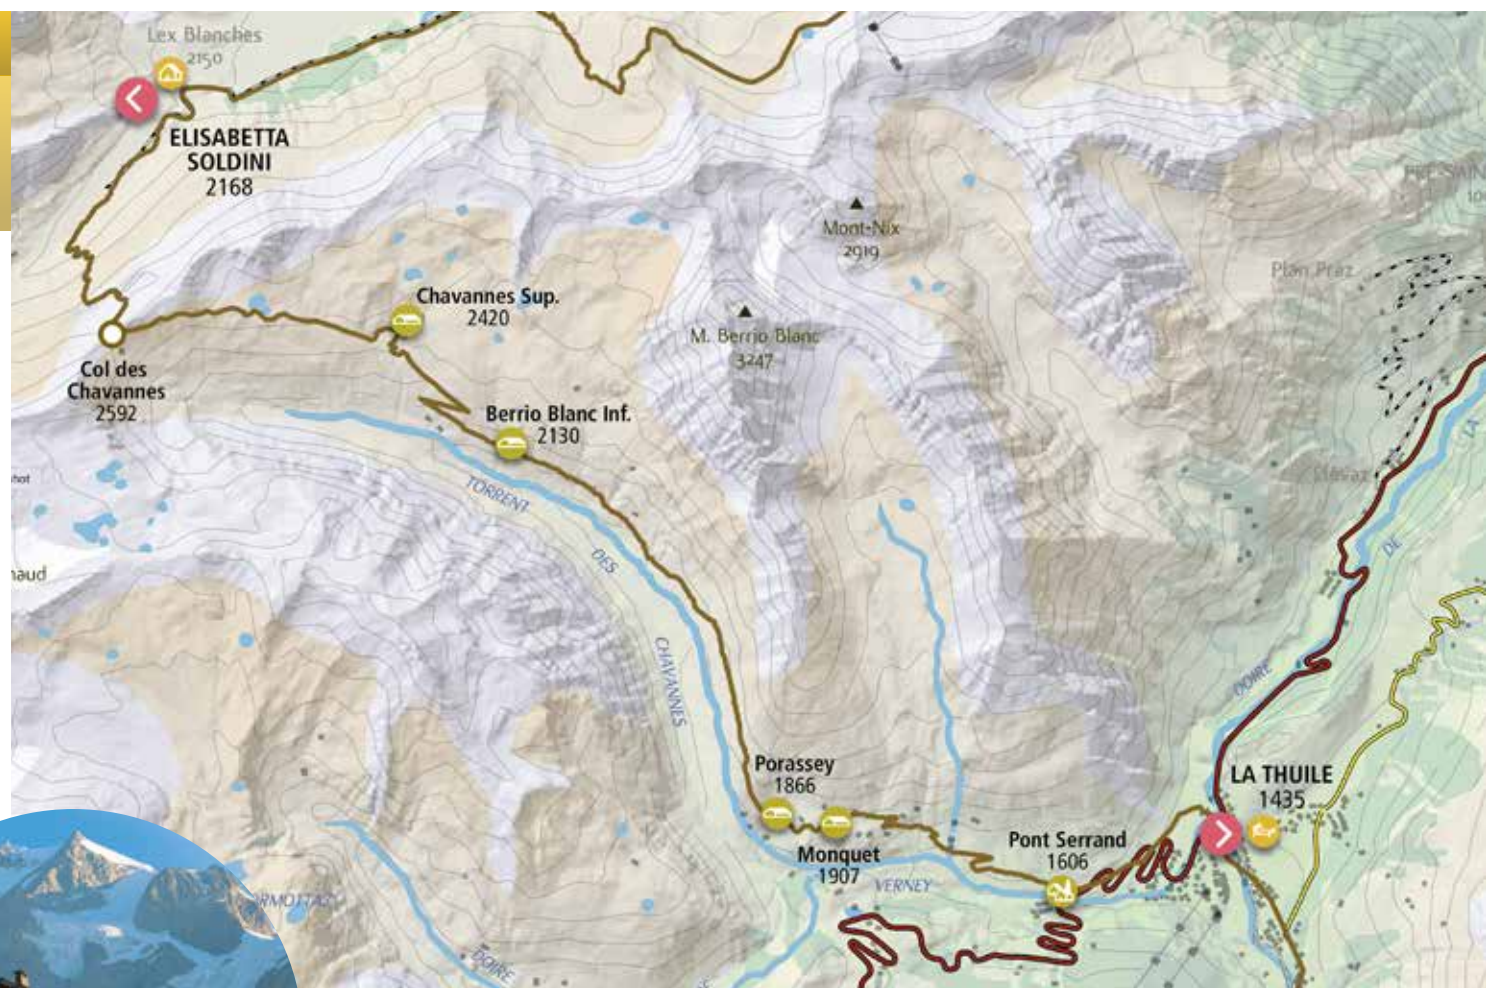 Lex Blanches
2150
ELISABETTA
SOLDINI
2168
Mont-Nix
2919
Plan Praz
Chavannes Sup.
2420
M. Berrio Blanc
3247
Col des
Chavannes
2592
Berrio Blanc Inf.
2130
TORRENT
DES
CHAVANNES
LA
DE
DOIRE
Porassey
1866
LA THUILE
1435
Pont Serrand
1606
Monquet
1907
VERNEY
DOIRE